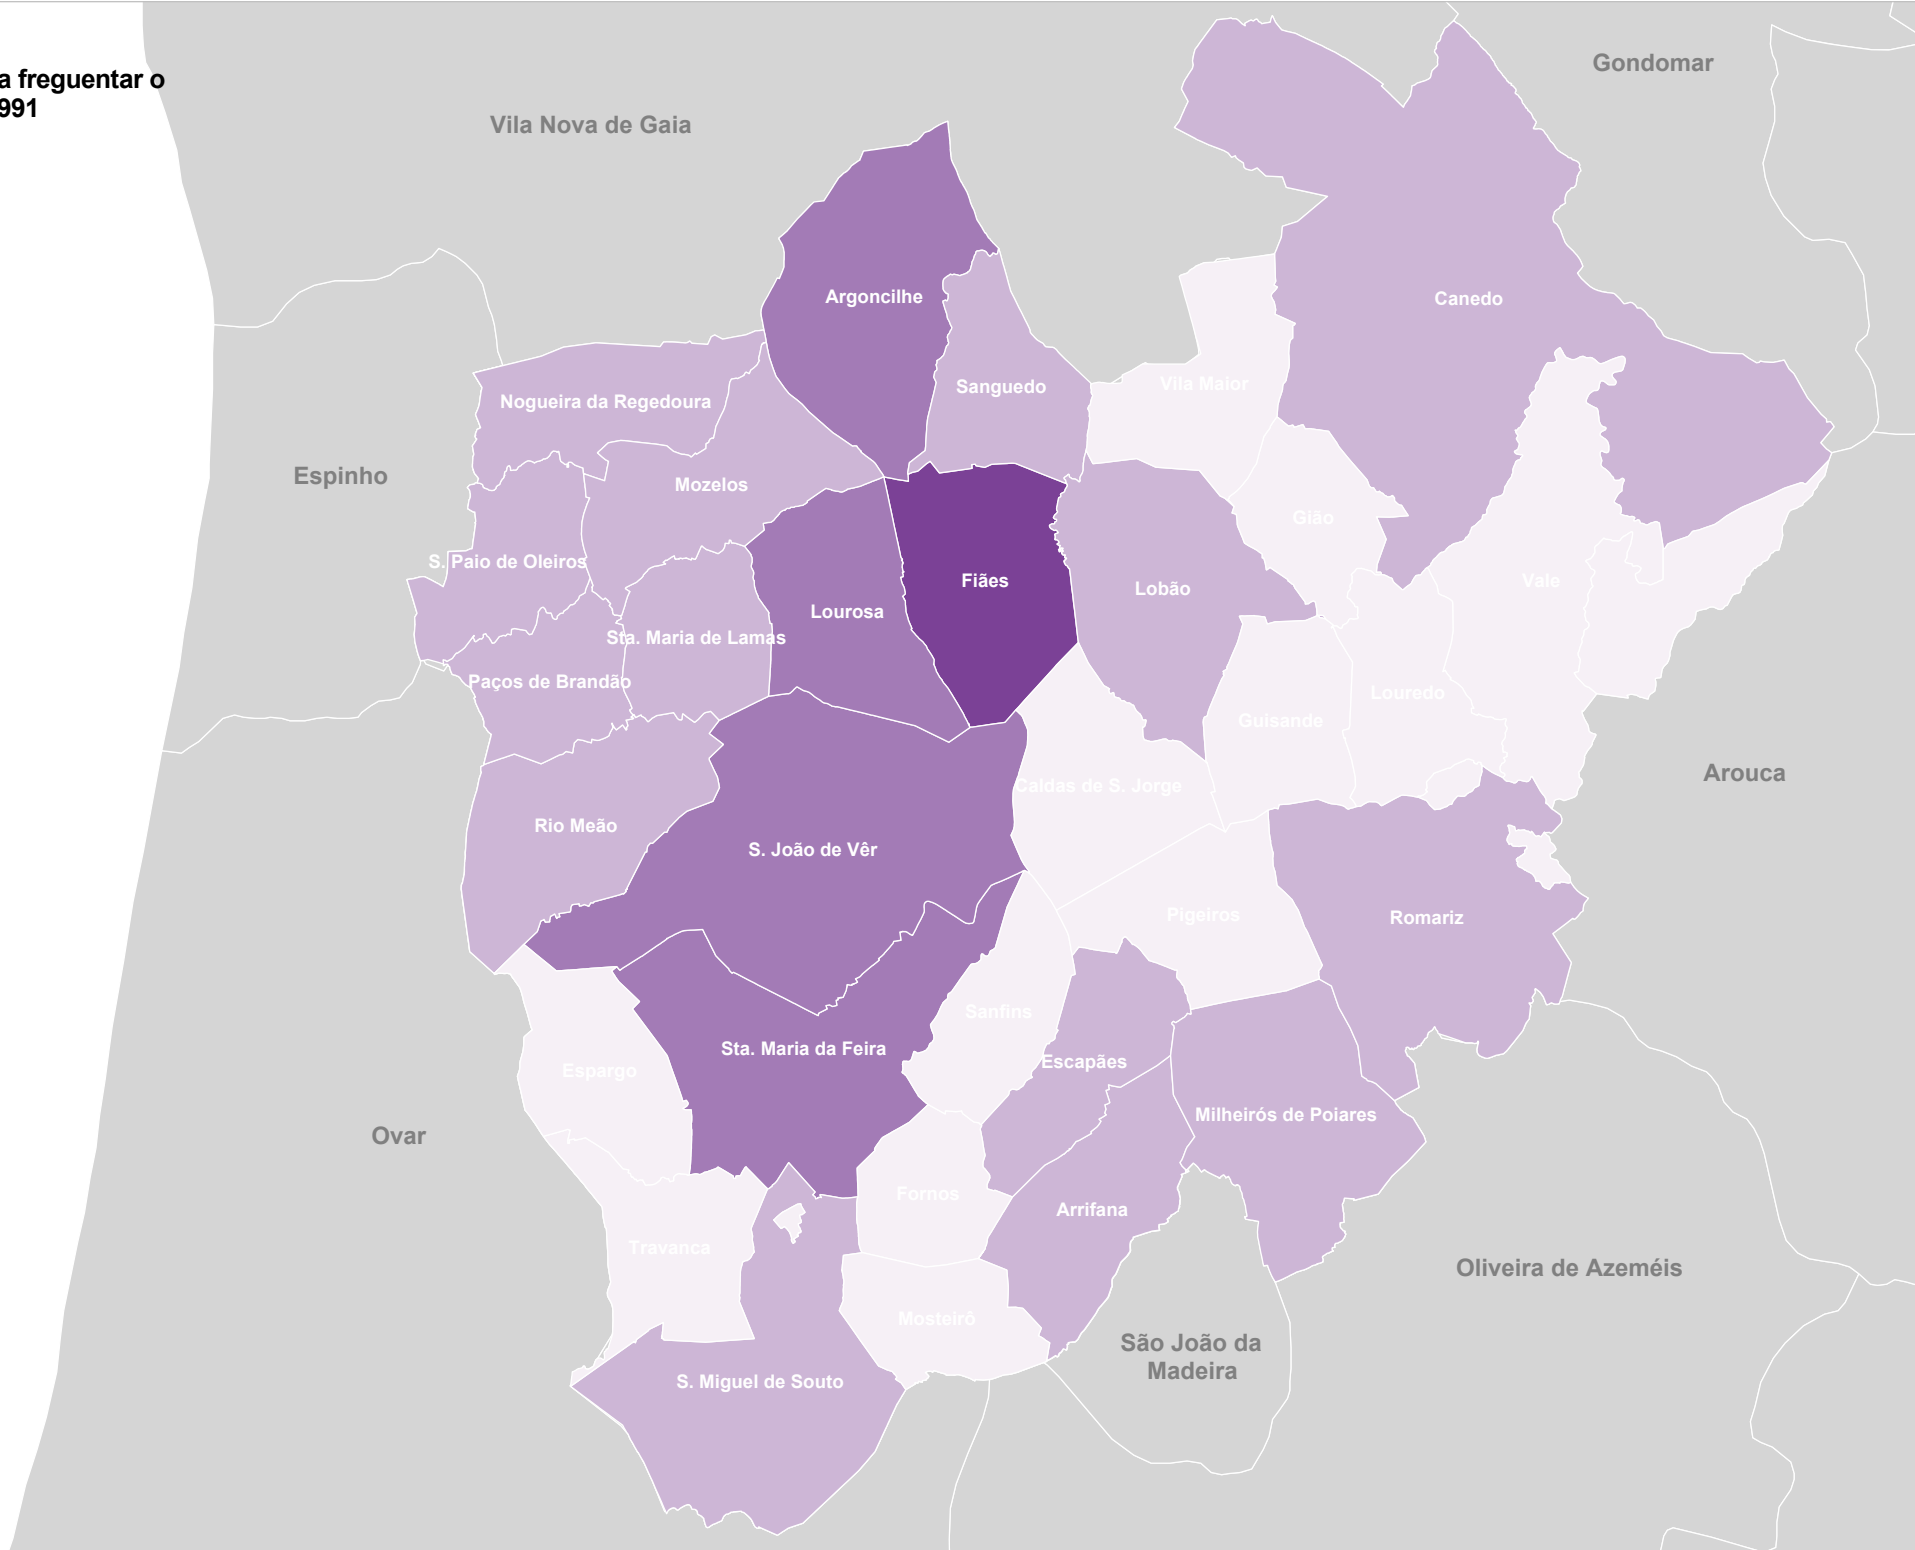 a freguentar o
991
Gondomar
Vila Nova de Gaia
Argoncilhe
Canedo
Sanguedo
Vila Maior
Nogueira da Regedoura
Espinho
Mozelos
Gião
S. Paio de Oleiros
Fiães
Lobão
Vale
Lourosa
Sta. Maria de Lamas
Paços de Brandão
Louredo
Guisande
Arouca
Caldas de S. Jorge
Rio Meão
S. João de Vêr
Pigeiros
Romariz
Sanfins
Sta. Maria da Feira
Escapães
Espargo
Milheirós de Poiares
Ovar
Fornos
Arrifana
Travanca
Oliveira de Azeméis
Mosteirô
São João da
Madeira
S. Miguel de Souto